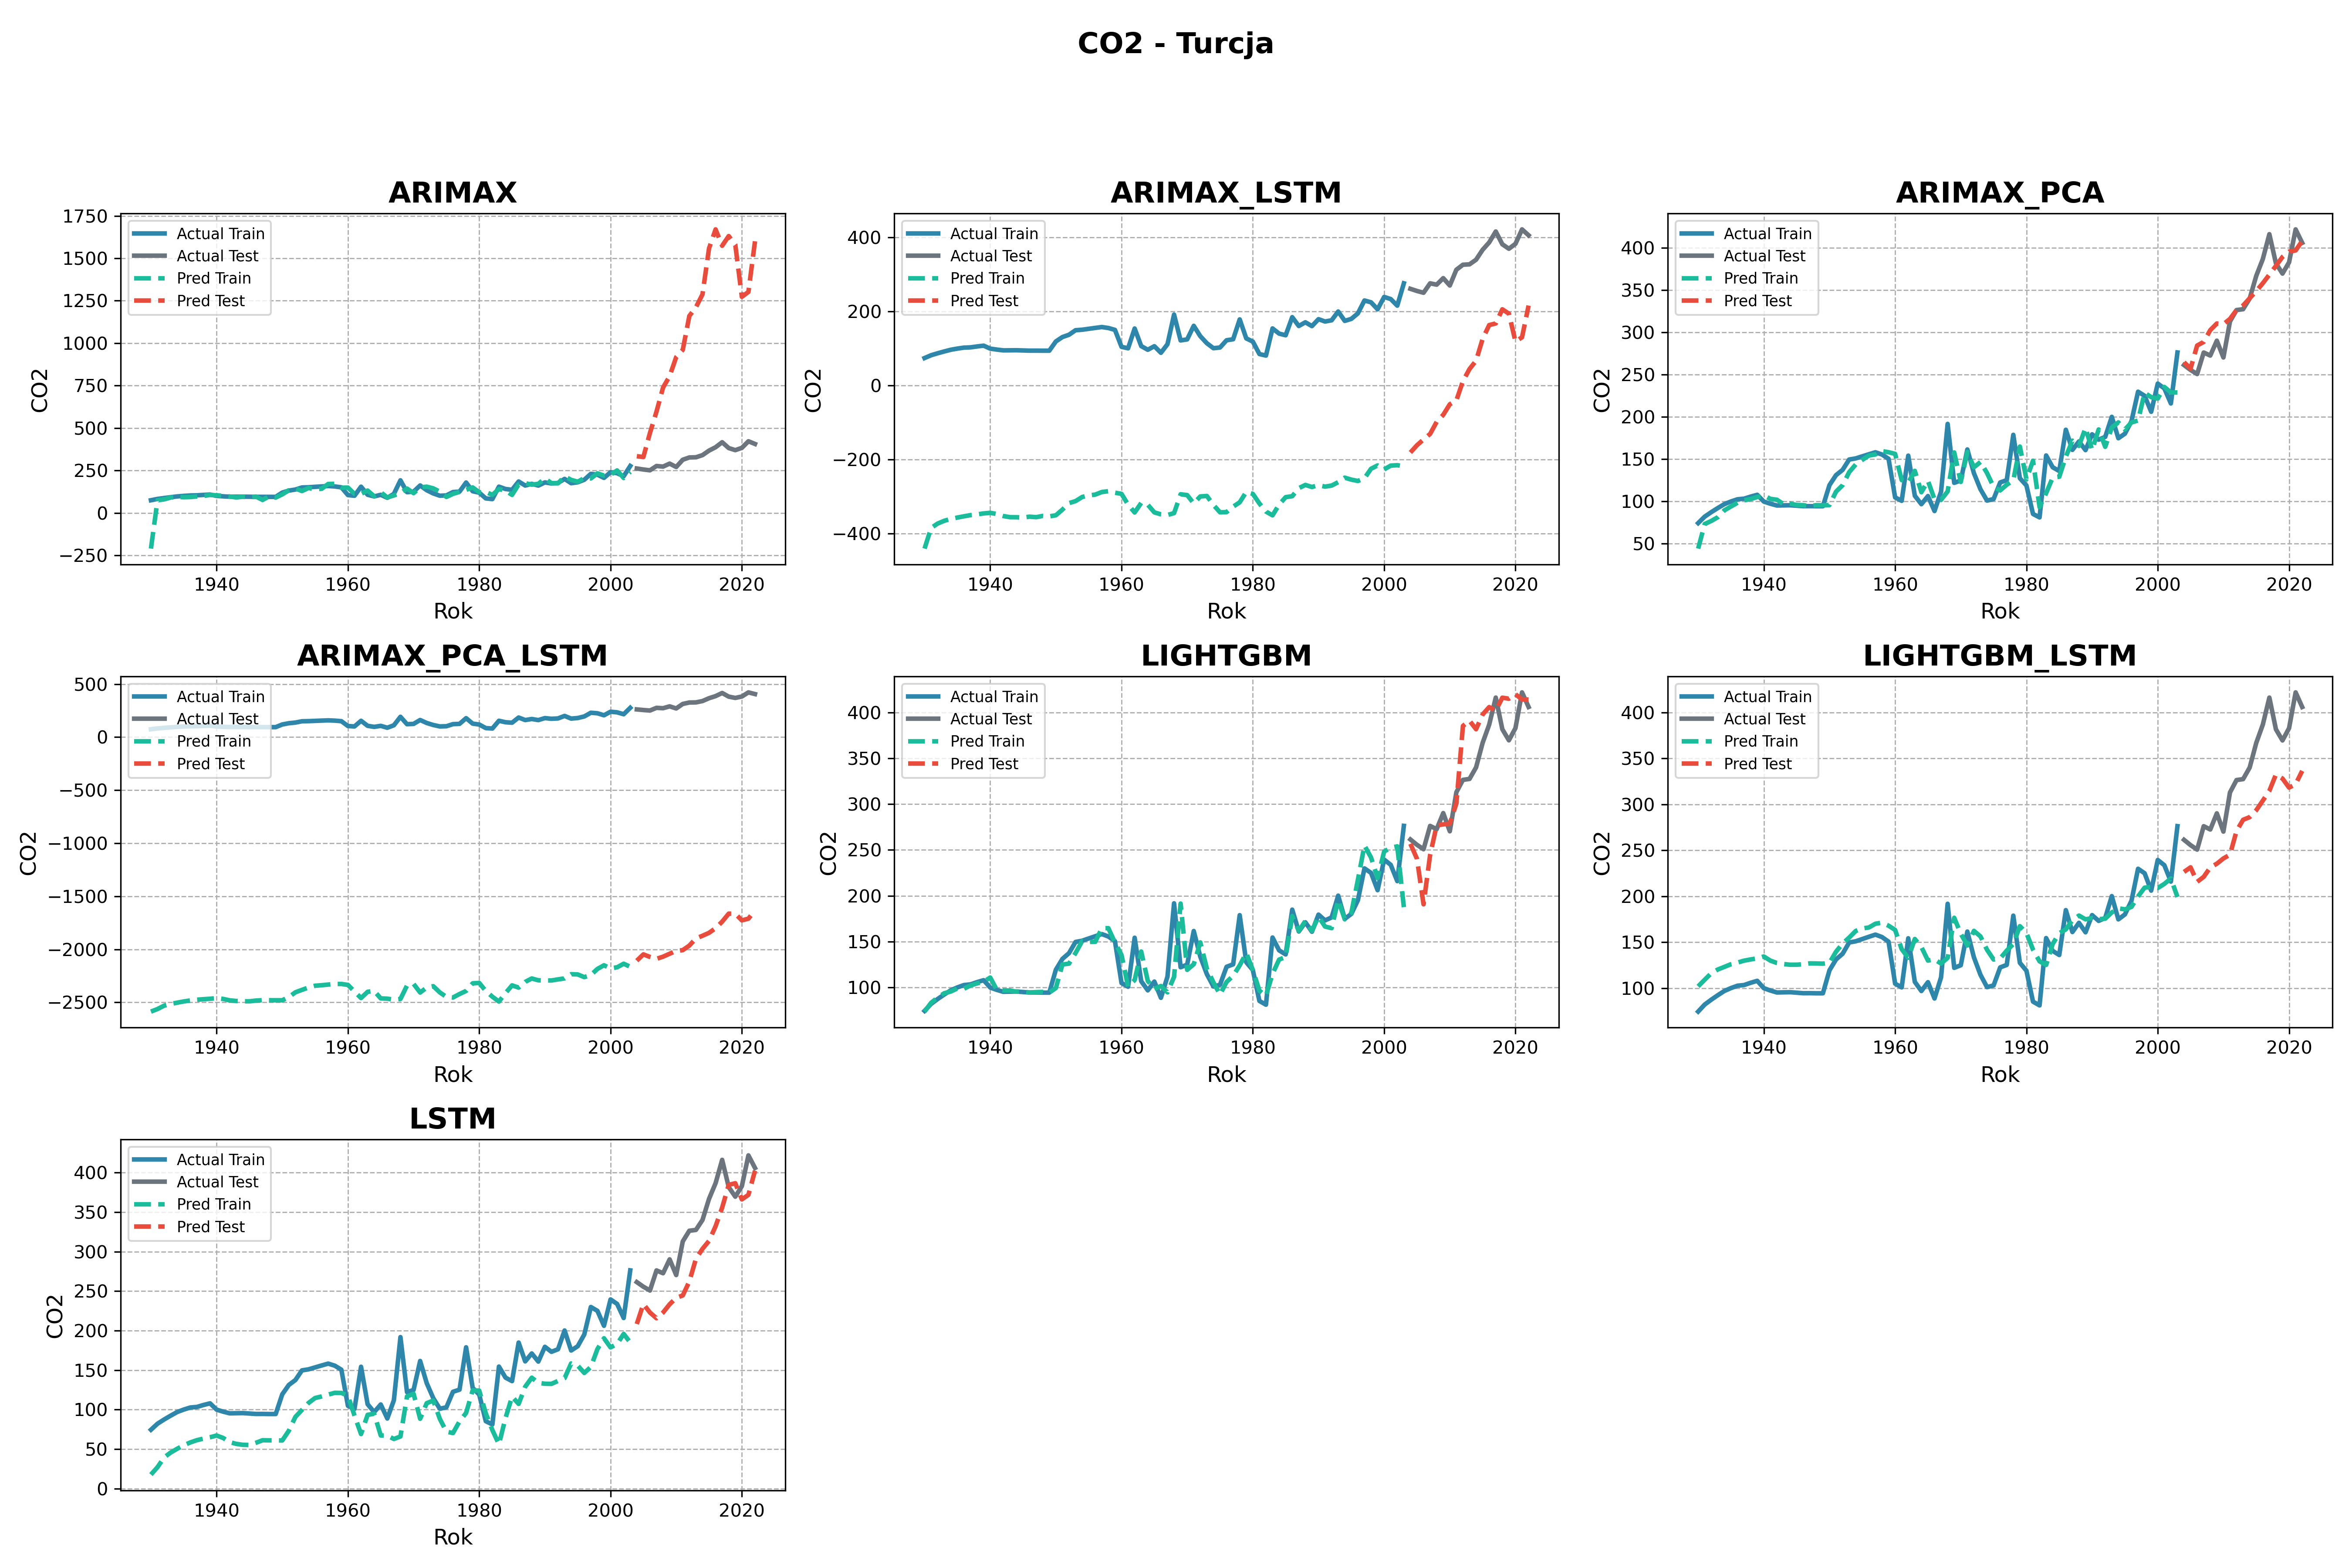 CO2 - Turcja
ARIMAX
1750
1500
1250
1000
750
500
250
0
−250
CO2
Actual Train
Actual Test
Pred Train
Pred Test
1940 1960 1980 2000 2020
Rok
ARIMAX_LSTM
400
200
0
−200
−400
CO2
Actual Train
Actual Test
Pred Train
Pred Test
1940 1960 1980 2000 2020
Rok
ARIMAX_PCA
400
350
300
250
200
150
100
50
CO2
Actual Train
Actual Test
Pred Train
Pred Test
1940 1960 1980 2000 2020
Rok
ARIMAX_PCA_LSTM
500
0
−500
−1000
−1500
−2000
−2500
CO2
Actual Train
Actual Test
Pred Train
Pred Test
1940 1960 1980 2000 2020
Rok
LIGHTGBM
400
350
300
250
200
150
100
CO2
Actual Train
Actual Test
Pred Train
Pred Test
1940 1960 1980 2000 2020
Rok
LIGHTGBM_LSTM
400
350
300
250
200
150
100
CO2
Actual Train
Actual Test
Pred Train
Pred Test
1940 1960 1980 2000 2020
Rok
LSTM
400
350
300
250
200
150
100
50
0
CO2
Actual Train
Actual Test
Pred Train
Pred Test
1940 1960 1980 2000 2020
Rok